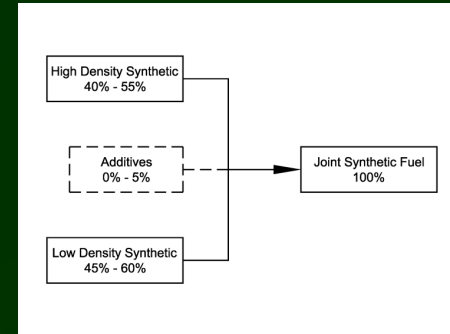 High Density Synthetic
40% - 55%
Additives
0% - 5%
Joint Synthetic Fuel
100%
Low Density Synthetic
45% - 60%